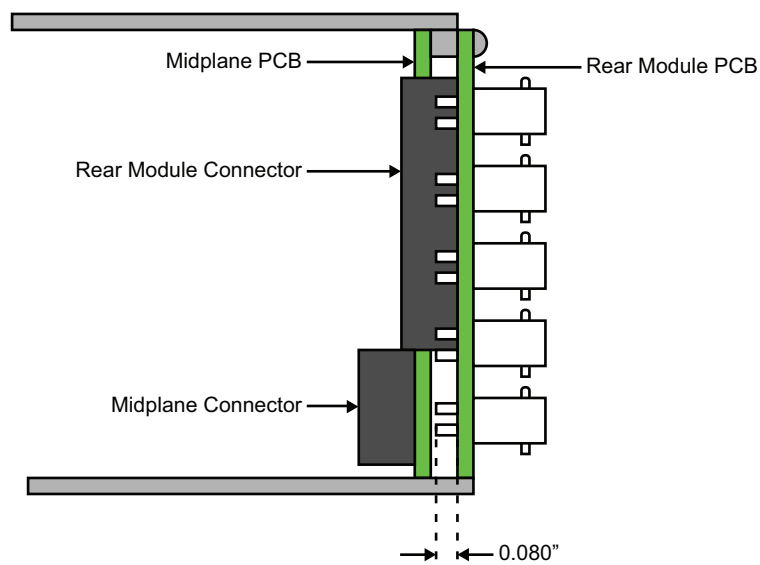 Midplane PCB
Rear Module PCB
Rear Module Connector
Midplane Connector
0.080”